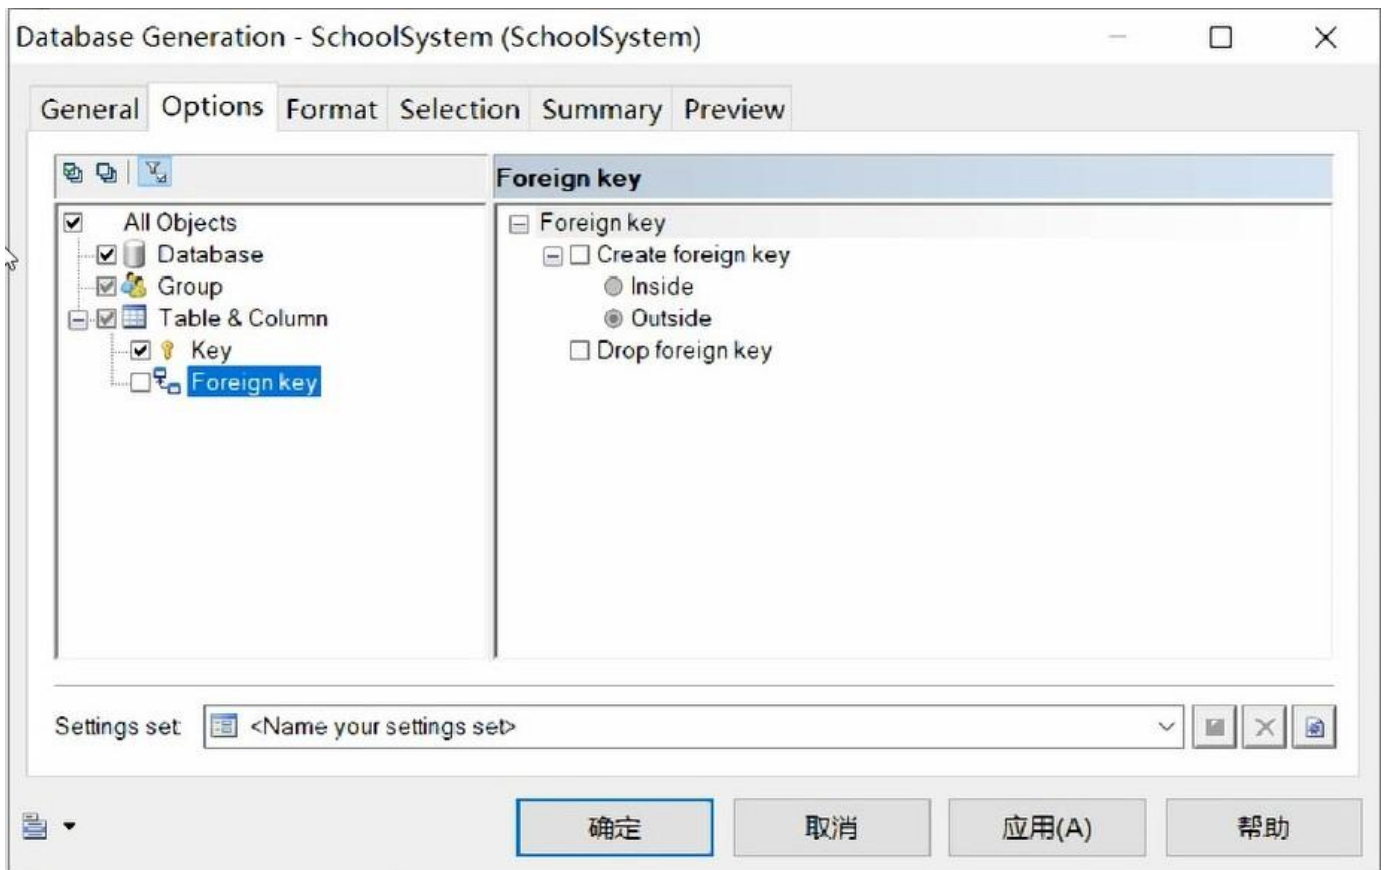 Database Generation - SchoolSystem (SchoolSystem)
General Options Format Selection Summary Preview
All Objects
Database
Group
Table & Column
Key
Foreign key
Foreign key
Foreign key
Create foreign key
Inside
Outside
Drop foreign key
Settings set: <Name your settings set>
确定 取消 应用(A) 帮助